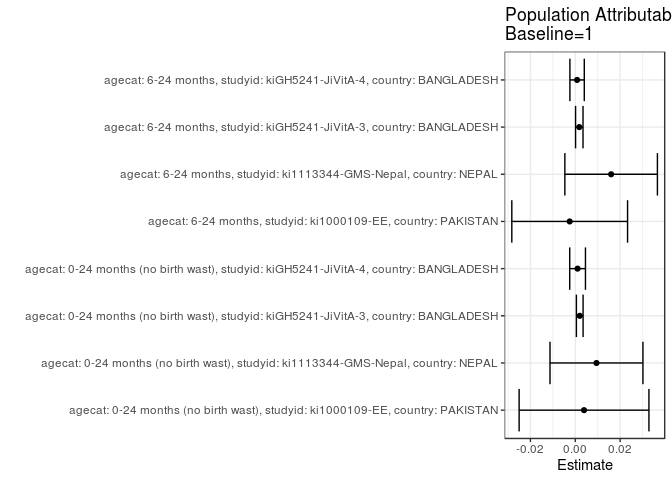 Population Attributab
Baseline=1
agecat: 6-24 months, studyid: kiGH5241-JiVitA-4, country: BANGLADESH
agecat: 6-24 months, studyid: kiGH5241-JiVitA-3, country: BANGLADESH
agecat: 6-24 months, studyid: ki1113344-GMS-Nepal, country: NEPAL
agecat: 6-24 months, studyid: ki1000109-EE, country: PAKISTAN
agecat: 0-24 months (no birth wast), studyid: kiGH5241-JiVitA-4, country: BANGLADESH
agecat: 0-24 months (no birth wast), studyid: kiGH5241-JiVitA-3, country: BANGLADESH
agecat: 0-24 months (no birth wast), studyid: ki1113344-GMS-Nepal, country: NEPAL
agecat: 0-24 months (no birth wast), studyid: ki1000109-EE, country: PAKISTAN
-0.02 0.00 0.02
Estimate